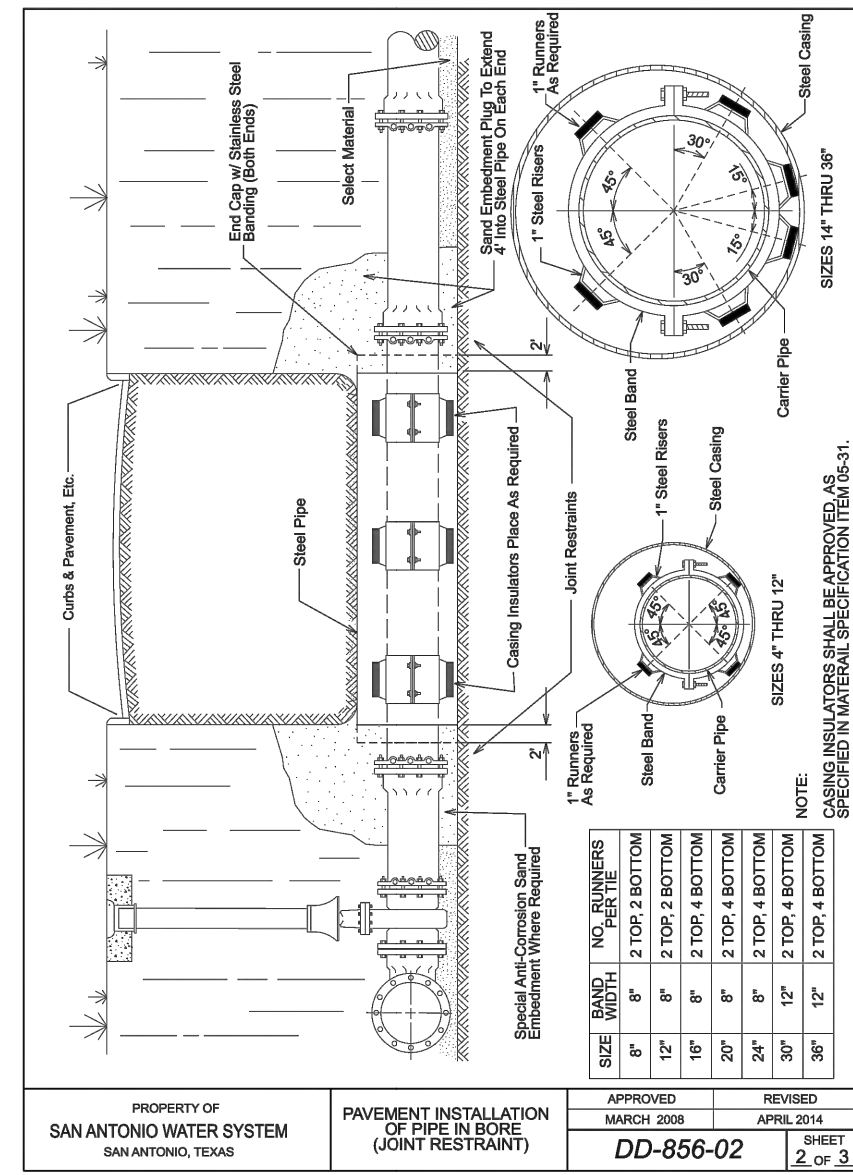 Curbs & Pavement, Etc.
End Cap w/ Stainless Steel
Banding (Both Ends)
Steel Pipe
Select Material
Sand Embedment Plug To Extend
4' Into Steel Pipe On Each End
2'
2'
Casing Insulators Place As Required
Joint Restraints
Special Anti-Corrosion Sand
Embedment Where Required
1" Runners
As Required
Steel Band
Carrier Pipe
1" Steel Risers
Steel Casing
45°
45°
45°
45°
SIZES 4" THRU 12"
1" Runners
As Required
1" Steel Risers
Steel Band
Carrier Pipe
Steel Casing
45°
45°
30°
30°
15°
15°
SIZES 14" THRU 36"
SIZE BAND WIDTH NO. RUNNERS PER TIE
8" 8" 2 TOP, 2 BOTTOM
12" 8" 2 TOP, 2 BOTTOM
16" 8" 2 TOP, 4 BOTTOM
20" 8" 2 TOP, 4 BOTTOM
24" 8" 2 TOP, 4 BOTTOM
30" 12" 2 TOP, 4 BOTTOM
36" 12" 2 TOP, 4 BOTTOM
NOTE:
CASING INSULATORS SHALL BE APPROVED, AS
SPECIFIED IN MATERAIL SPECIFICATION ITEM 05-31.
PROPERTY OF
SAN ANTONIO WATER SYSTEM
SAN ANTONIO, TEXAS
PAVEMENT INSTALLATION
OF PIPE IN BORE
(JOINT RESTRAINT)
APPROVED
MARCH 2008
REVISED
APRIL 2014
DD-856-02
SHEET
2 OF 3